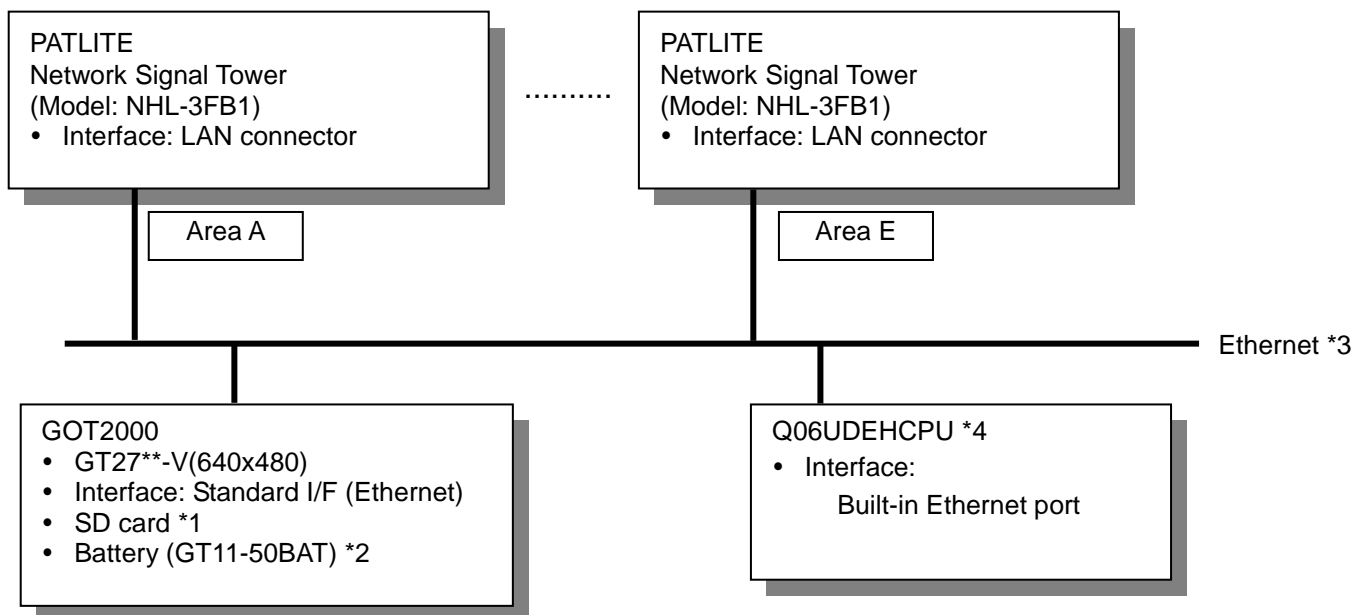 PATLITE
Network Signal Tower
(Model: NHL-3FB1)
• Interface: LAN connector
..........
PATLITE
Network Signal Tower
(Model: NHL-3FB1)
• Interface: LAN connector
Area A
Area E
Ethernet *3
GOT2000
• GT27**-V(640x480)
• Interface: Standard I/F (Ethernet)
• SD card *1
• Battery (GT11-50BAT) *2
Q06UDEHCPU *4
• Interface:
Built-in Ethernet port